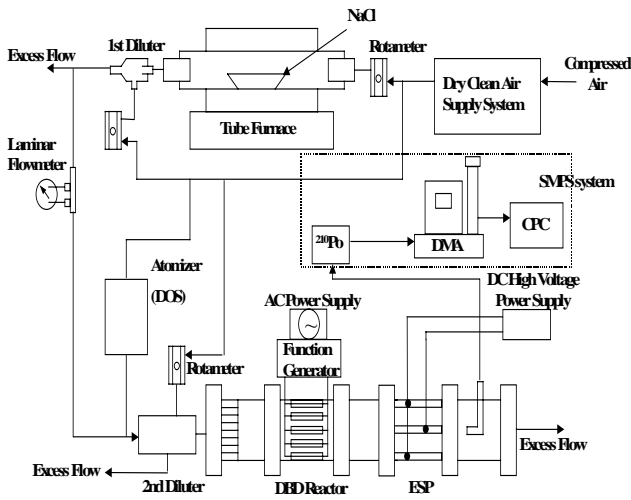 NaCl
1st Diluter
Excess Flow
Rotameter
Compressed
Air
Dry Clean Air
Supply System
Tube Furnace
Laminar
Flowmeter
SMPS system
210Po
DMA
CPC
Atomizer
(DOS)
AC Power Supply
DC High Voltage
Power Supply
~
Function
Generator
Rotameter
Excess Flow
Excess Flow
2nd Diluter
DBD Reactor
ESP